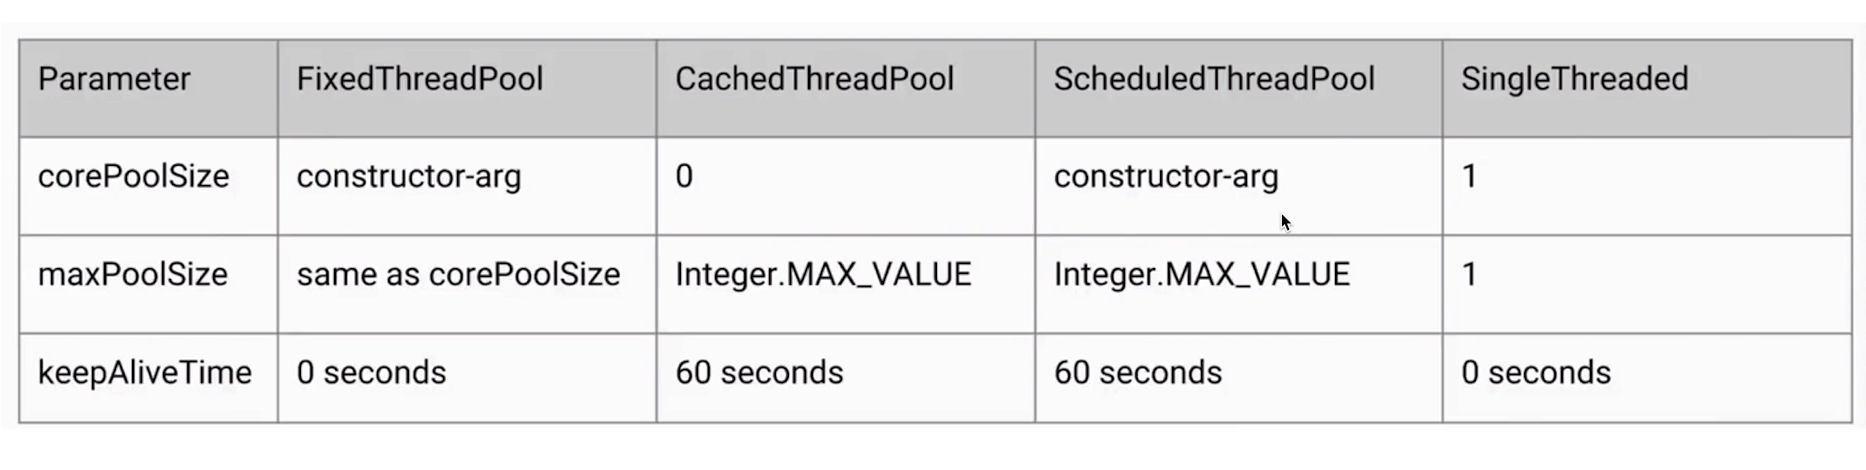 Parameter FixedThreadPool CachedThreadPool ScheduledThreadPool SingleThreaded
corePoolSize constructor-arg 0 constructor-arg 1
maxPoolSize same as corePoolSize Integer.MAX_VALUE Integer.MAX_VALUE 1
keepAliveTime 0 seconds 60 seconds 60 seconds 0 seconds